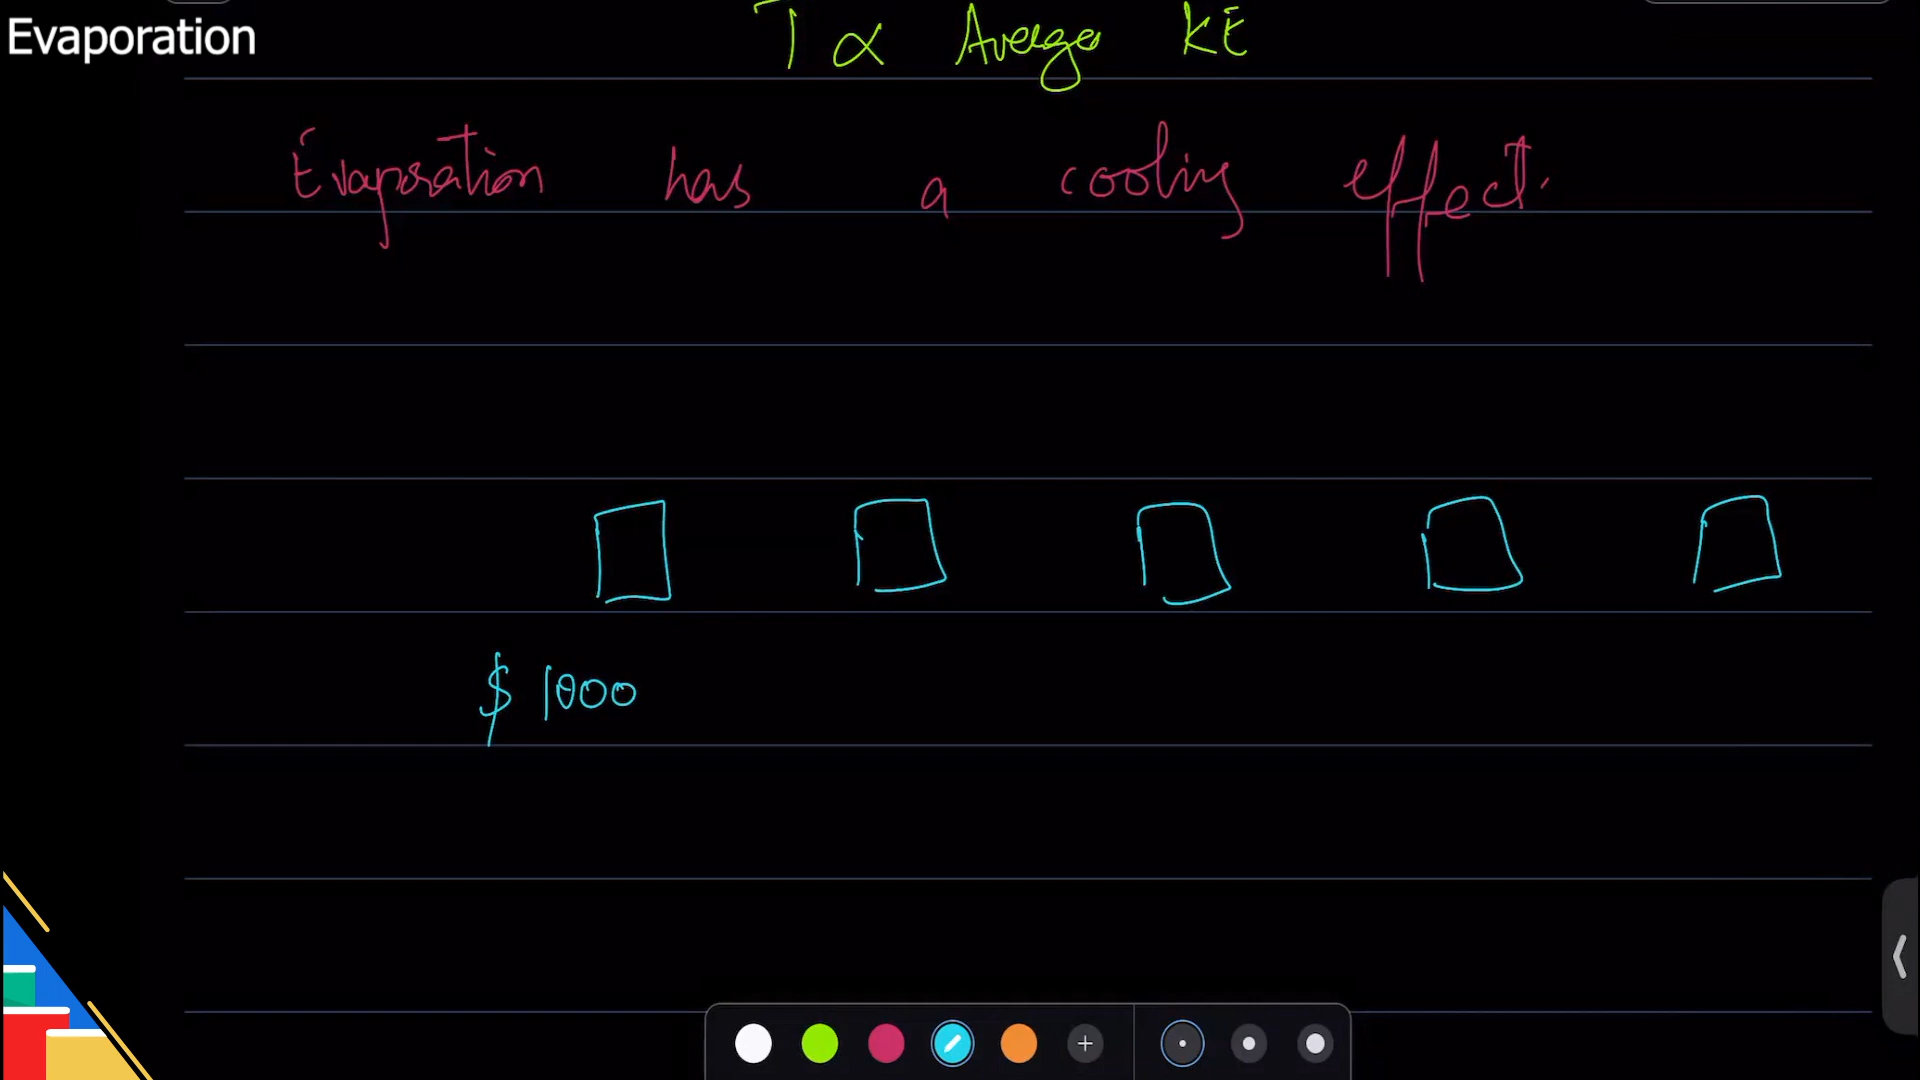 Evaporation
T ∝ Average KE
Evaporation has a cooling effect.
$ 1000